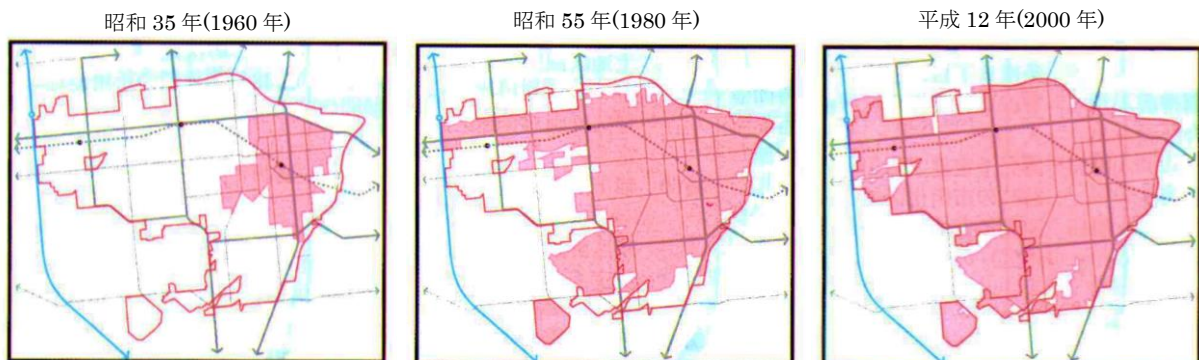 昭和 35 年(1960 年)
昭和 55 年(1980 年)
平成 12 年(2000 年)